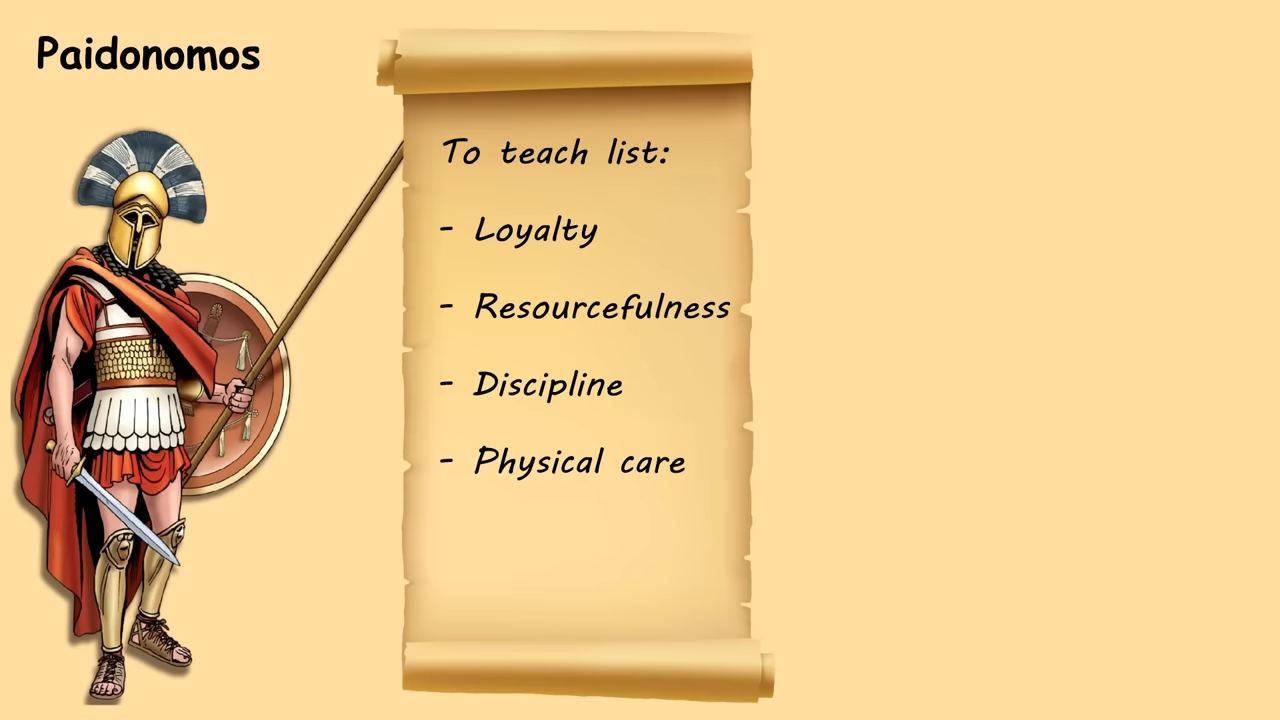 Paidonomos
To teach list:
- Loyalty
- Resourcefulness
- Discipline
- Physical care